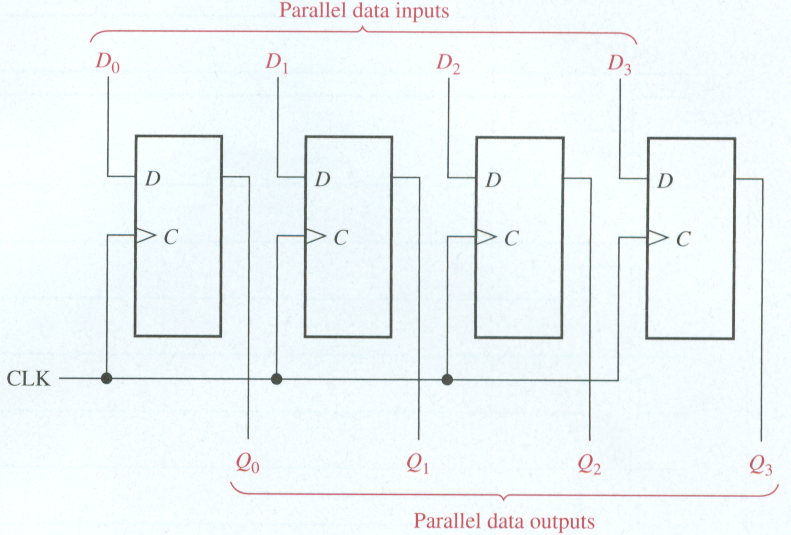 Parallel data inputs
D0 D1 D2 D3
D D D D
C C C C
CLK
Q0 Q1 Q2 Q3
Parallel data outputs